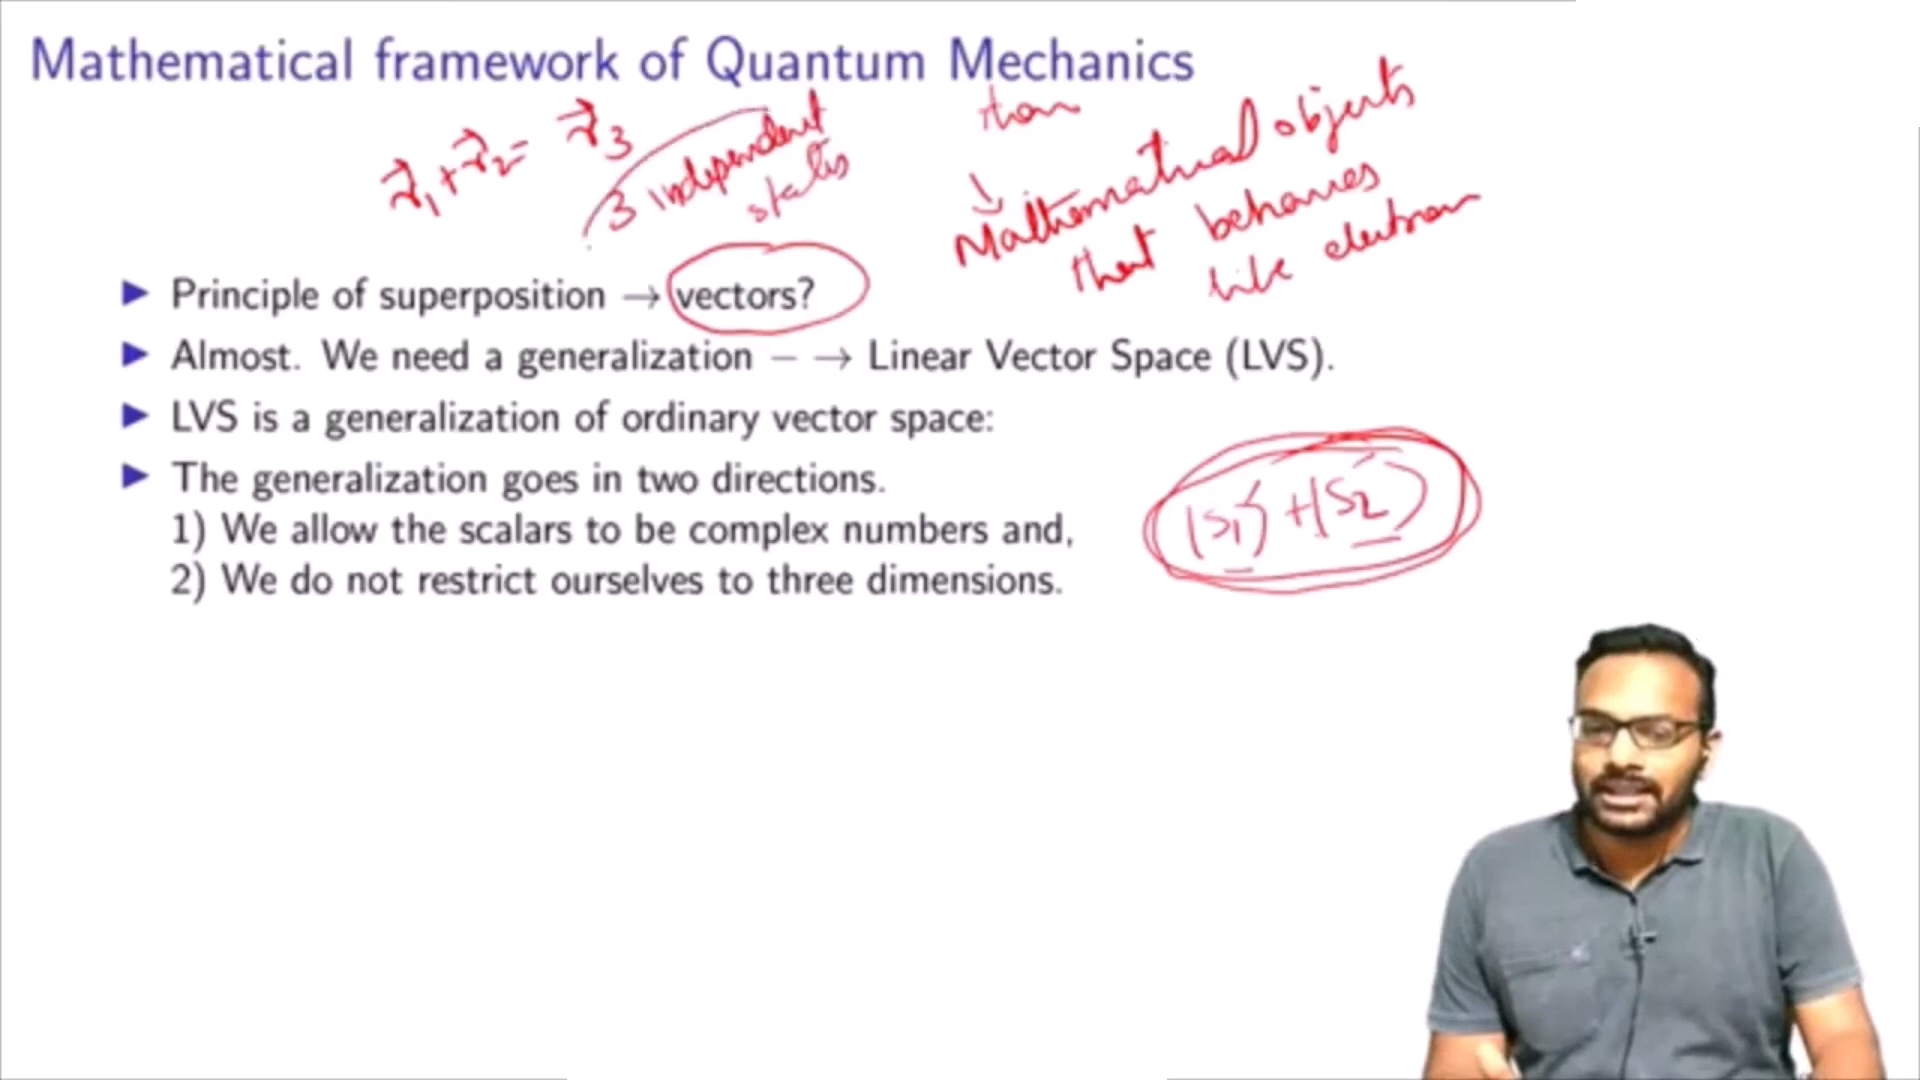 Mathematical framework of Quantum Mechanics
r⃗₁+r⃗₂= r⃗₃
3 independent
states
Mathematical objects
that behaves
like electron
▶ Principle of superposition → vectors?
▶ Almost. We need a generalization − → Linear Vector Space (LVS).
▶ LVS is a generalization of ordinary vector space:
▶ The generalization goes in two directions.
1) We allow the scalars to be complex numbers and,
2) We do not restrict ourselves to three dimensions.
|S₁⟩ + |S₂⟩